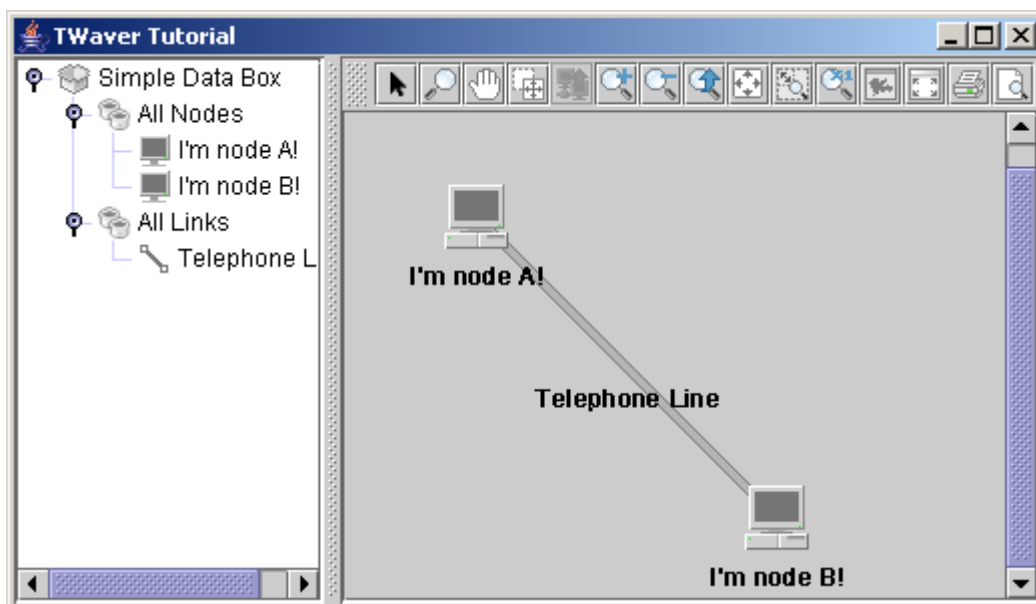 TWaver Tutorial
Simple Data Box
All Nodes
I'm node A!
I'm node B!
All Links
Telephone L
I'm node A!
Telephone Line
I'm node B!